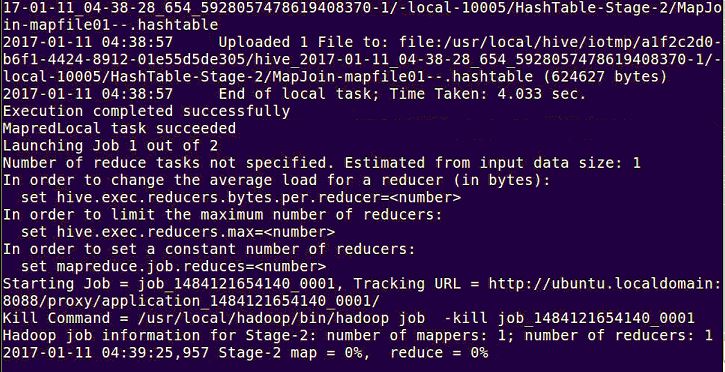 17-01-11_04-38-28_654_5928057478619408370-1/-local-10005/HashTable-Stage-2/MapJo
in-mapfile01--.hashtable
2017-01-11 04:38:57     Uploaded 1 File to: file:/usr/local/hive/iotmp/a1f2c2d0-
b6f1-4424-8912-01e55d5de305/hive_2017-01-11_04-38-28_654_5928057478619408370-1/-
local-10005/HashTable-Stage-2/MapJoin-mapfile01--.hashtable (624627 bytes)
2017-01-11 04:38:57     End of local task; Time Taken: 4.033 sec.
Execution completed successfully
MapredLocal task succeeded
Launching Job 1 out of 2
Number of reduce tasks not specified. Estimated from input data size: 1
In order to change the average load for a reducer (in bytes):
  set hive.exec.reducers.bytes.per.reducer=<number>
In order to limit the maximum number of reducers:
  set hive.exec.reducers.max=<number>
In order to set a constant number of reducers:
  set mapreduce.job.reduces=<number>
Starting Job = job_1484121654140_0001, Tracking URL = http://ubuntu.localdomain:
8088/proxy/application_1484121654140_0001/
Kill Command = /usr/local/hadoop/bin/hadoop job  -kill job_1484121654140_0001
Hadoop job information for Stage-2: number of mappers: 1; number of reducers: 1
2017-01-11 04:39:25,957 Stage-2 map = 0%,  reduce = 0%